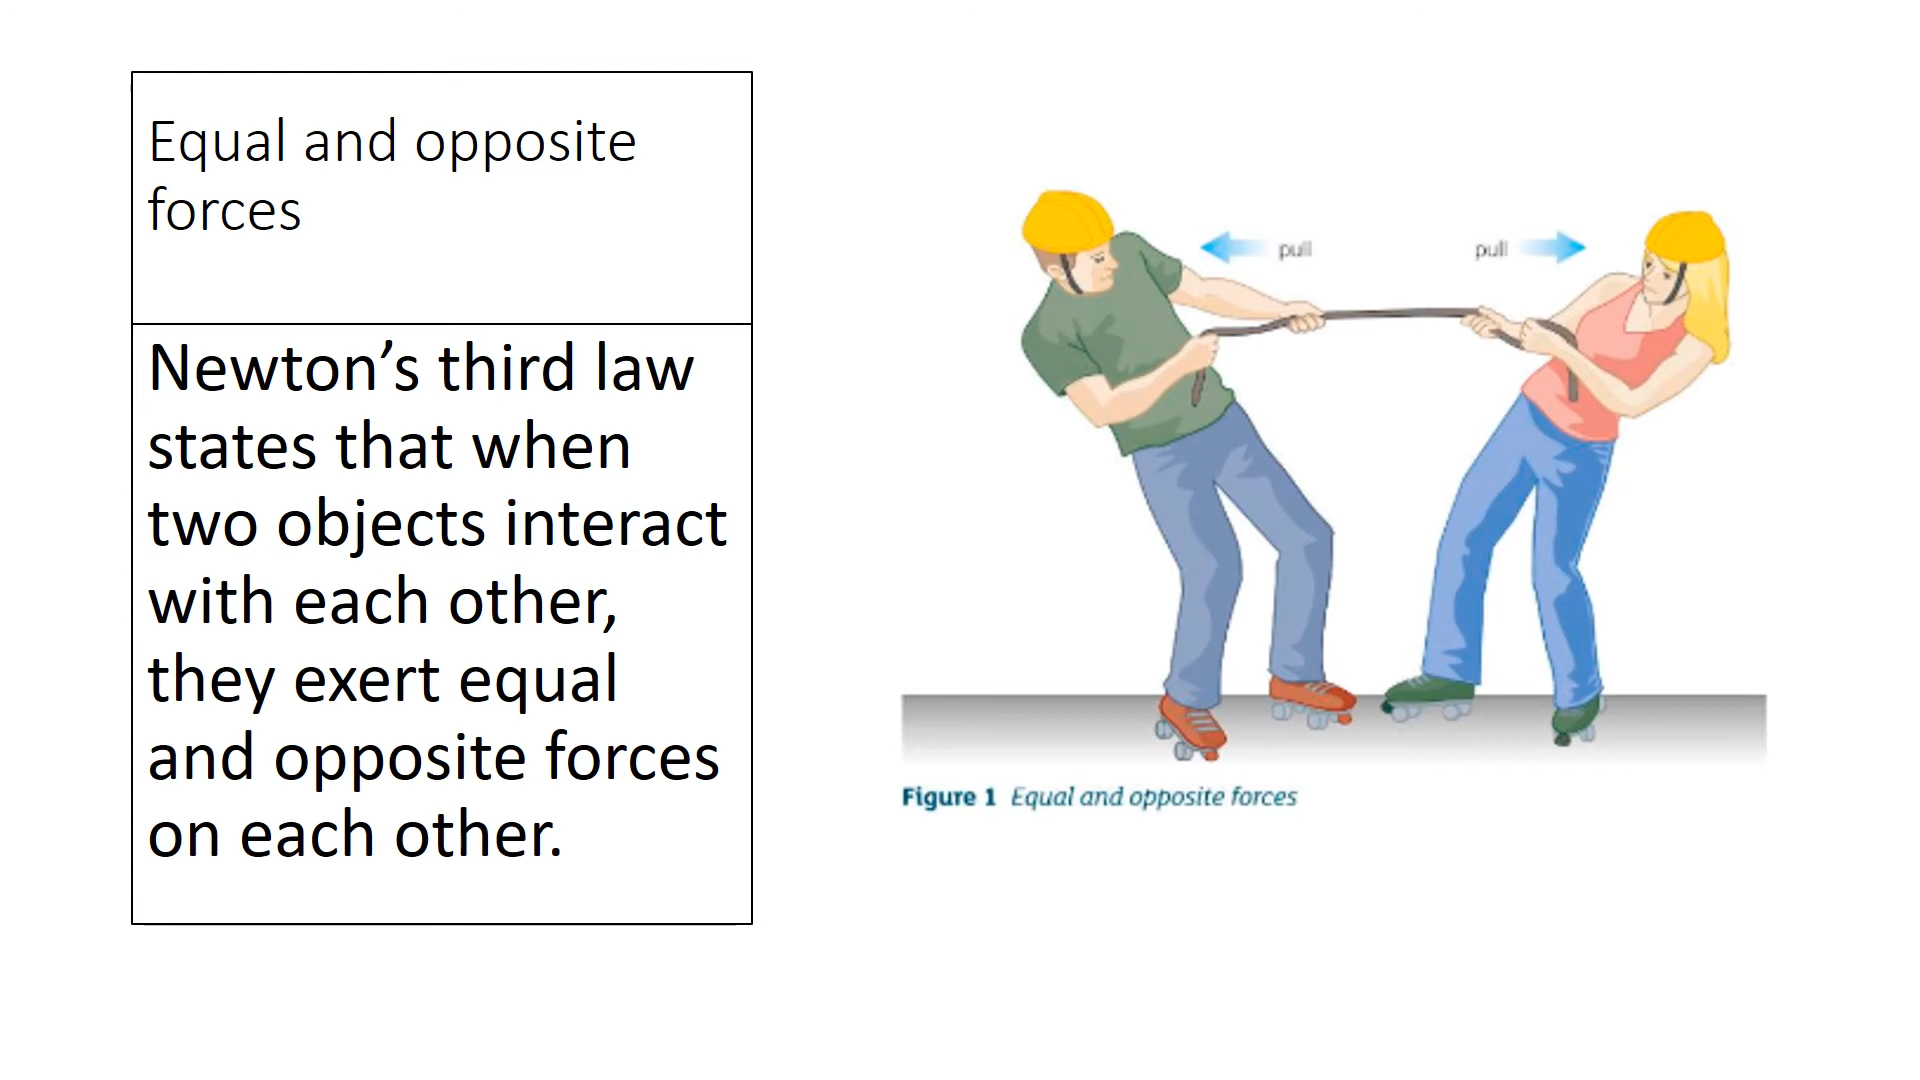 Equal and opposite
forces
Newton’s third law
states that when
two objects interact
with each other,
they exert equal
and opposite forces
on each other.
pull
pull
Figure 1 Equal and opposite forces